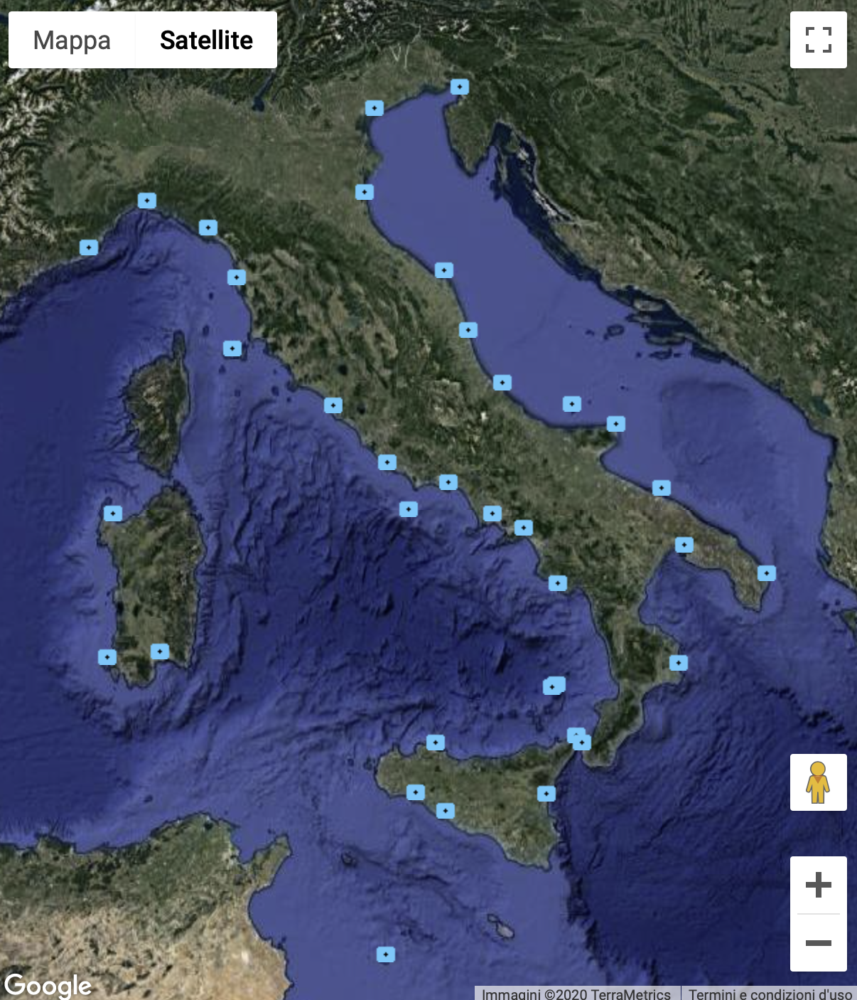 Mappa
Satellite
Google
Immagini ©2020 TerraMetrics
Termini e condizioni d'uso